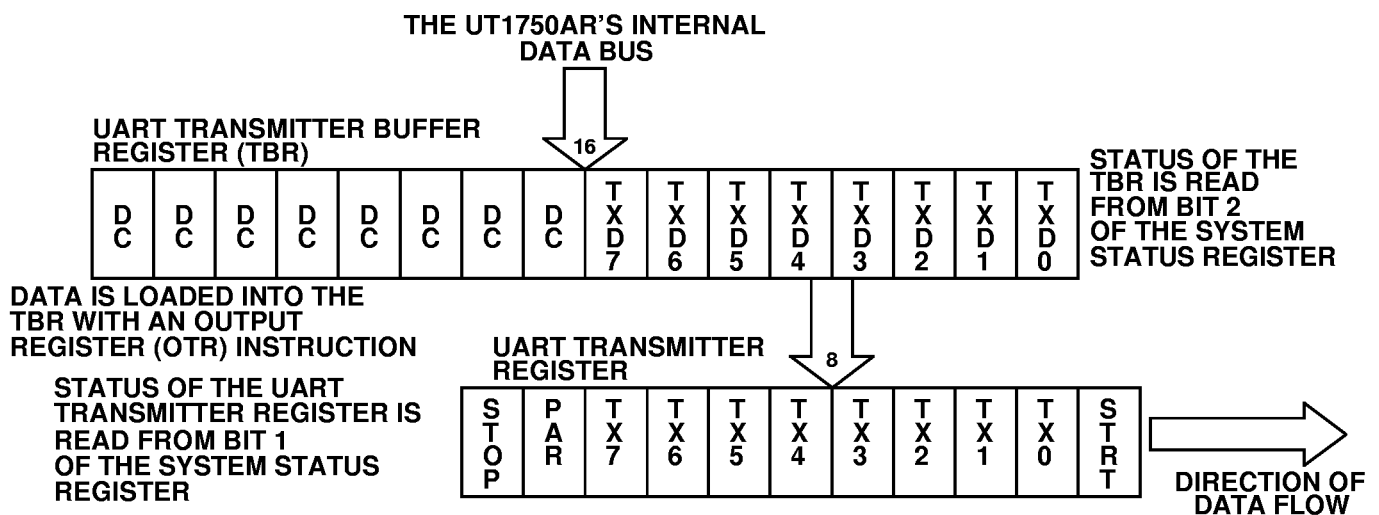 THE UT1750AR'S INTERNAL
DATA BUS
16
UART TRANSMITTER BUFFER
REGISTER (TBR)
DC DC DC DC DC DC DC DC TXD7 TXD6 TXD5 TXD4 TXD3 TXD2 TXD1 TXD0
STATUS OF THE
TBR IS READ
FROM BIT 2
OF THE SYSTEM
STATUS REGISTER
DATA IS LOADED INTO THE
TBR WITH AN OUTPUT
REGISTER (OTR) INSTRUCTION
8
UART TRANSMITTER
REGISTER
STATUS OF THE UART
TRANSMITTER REGISTER IS
READ FROM BIT 1
OF THE SYSTEM STATUS
REGISTER
STOP PAR TX7 TX6 TX5 TX4 TX3 TX2 TX1 TX0 STRT
DIRECTION OF
DATA FLOW